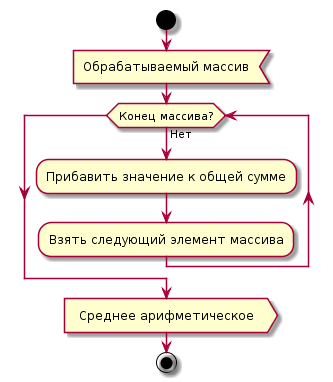 Обрабатываемый массив
Конец массива?
Нет
Прибавить значение к общей сумме
Взять следующий элемент массива
Среднее арифметическое